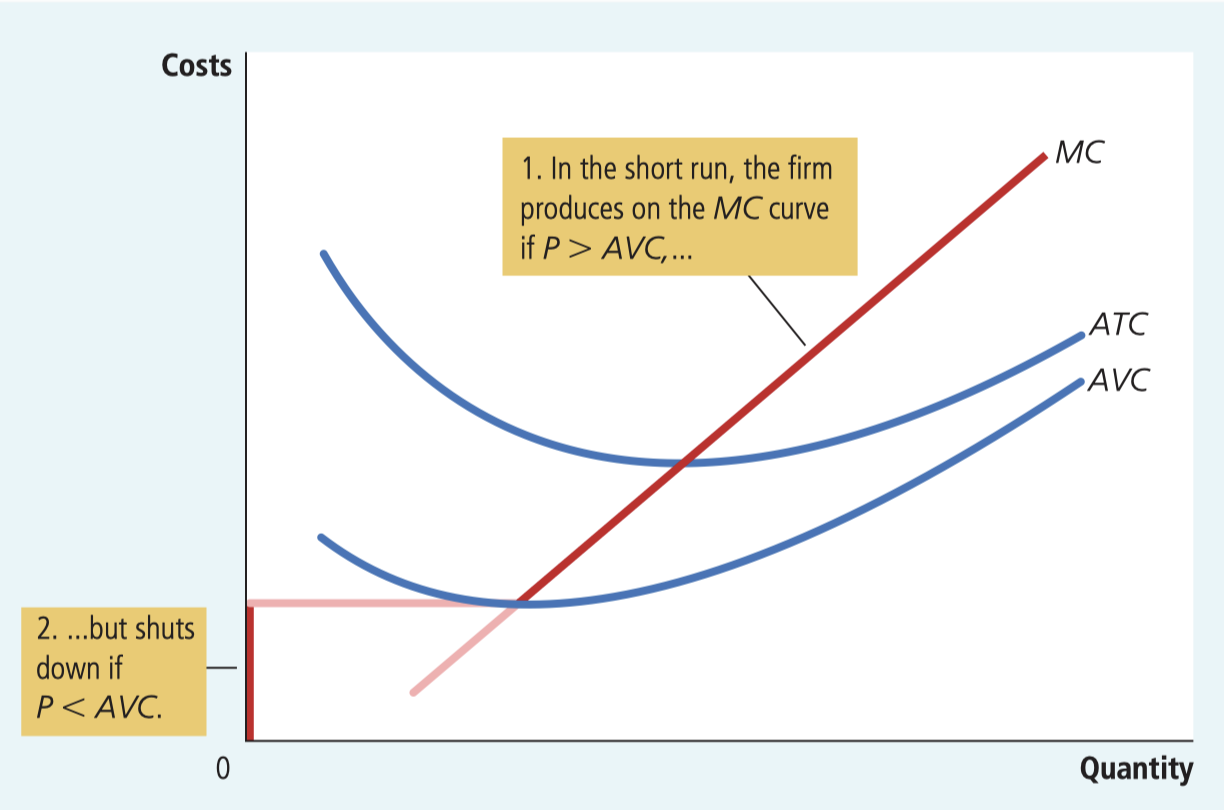 Costs
1. In the short run, the firm
produces on the MC curve
if P > AVC,...
MC
ATC
AVC
2. ...but shuts
down if
P < AVC.
0
Quantity